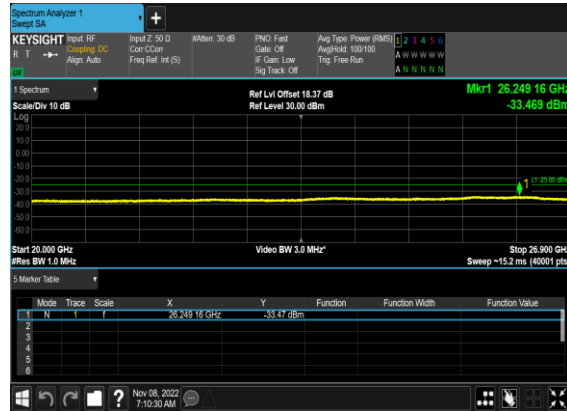 Spectrum Analyzer 1
Swept SA
+
KEYSIGHT Input: RF Input Z: 50 Ω #Atten: 30 dB PNO: Fast Avg Type: Power (RMS) 1 2 3 4 5 6
R T Coupling: DC Corr CCorr Gate: Off Avg|Hold: 100/100 A W W W W W
Align: Auto Freq Ref: Int (S) IF Gain: Low Trig: Free Run
Sig Track: Off A N N N N N
1 Spectrum Ref Lvl Offset 18.37 dB Mkr1 26.249 16 GHz
Scale/Div 10 dB Ref Level 30.00 dBm -33.469 dBm
Log
20.0
10.0
0.00
-10.0
-20.0 1 L1 -25.00 dBm
-30.0
-40.0
-50.0
-60.0
Start 20.000 GHz Video BW 3.0 MHz* Stop 26.900 GHz
#Res BW 1.0 MHz Sweep ~15.2 ms (40001 pts)
5 Marker Table
Mode Trace Scale X Y Function Function Width Function Value
1 N 1 f 26.249 16 GHz -33.47 dBm
2
3
4
5
6
? Nov 08, 2022
7:10:30 AM